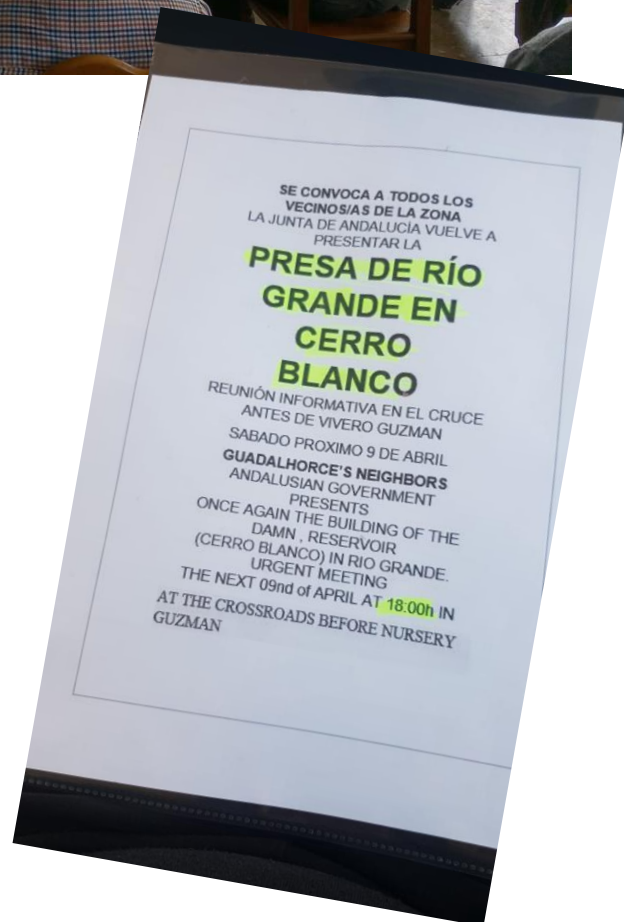 SE CONVOCA A TODOS LOS
VECINOS/AS DE LA ZONA
LA JUNTA DE ANDALUCÍA VUELVE A
PRESENTAR LA
PRESA DE RÍO
GRANDE EN
CERRO
BLANCO
REUNIÓN INFORMATIVA EN EL CRUCE
ANTES DE VIVERO GUZMAN
SABADO PROXIMO 9 DE ABRIL
GUADALHORCE'S NEIGHBORS
ANDALUSIAN GOVERNMENT
PRESENTS
ONCE AGAIN THE BUILDING OF THE
DAMN , RESERVOIR
(CERRO BLANCO) IN RIO GRANDE.
URGENT MEETING
THE NEXT 09nd of APRIL AT 18:00h IN
AT THE CROSSROADS BEFORE NURSERY
GUZMAN